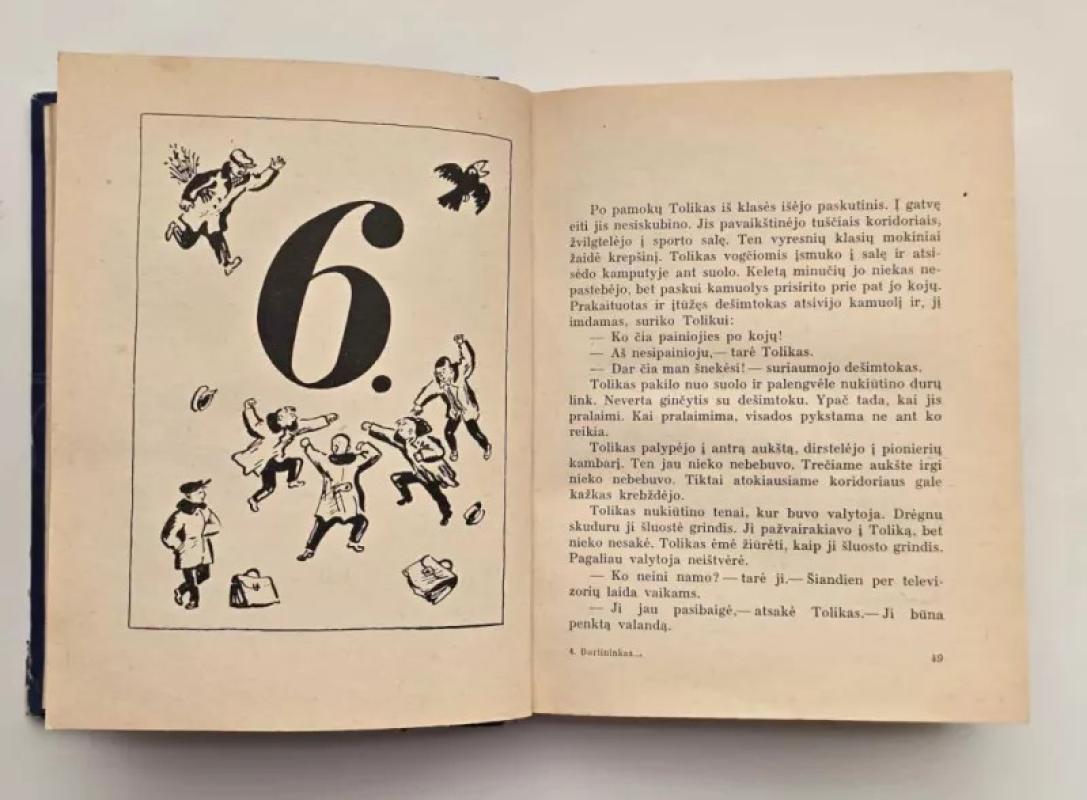 6.
Po pamokų Tolikas iš klasės išėjo paskutinis. Į gatvę
eiti jis nesiskubino. Jis pavaikštinėjo tuščiais koridoriais,
žvilgtelėjo į sporto salę. Ten vyresnių klasių mokiniai
žaidė krepšinį. Tolikas vogčiomis įsmuko į salę ir atsi-
sėdo kamputyje ant suolo. Keletą minučių jo niekas ne-
pastebėjo, bet paskui kamuolys prisirito prie pat jo kojų.
Prakaituotas ir įtūžęs dešimtokas atsivijo kamuolį ir, jį
imdamas, suriko Tolikui:
— Ko čia painiojies po kojų!
— Aš nesipainioju,— tarė Tolikas.
— Dar čia man šnekėsi! — suriaumojo dešimtokas.
Tolikas pakilo nuo suolo ir palengvėle nukiūtino durų
link. Neverta ginčytis su dešimtoku. Ypač tada, kai jis
pralaimi. Kai pralaimima, visados pykstama ne ant ko
reikia.
Tolikas palypėjo į antrą aukštą, dirstelėjo į pionierių
kambarį. Ten jau nieko nebebuvo. Trečiame aukšte irgi
nieko nebebuvo. Tiktai atokiausiame koridoriaus gale
kažkas krebždėjo.
Tolikas nukiūtino tenai, kur buvo valytoja. Drėgnu
skuduru ji šluostė grindis. Ji pažvairakiavo į Toliką, bet
nieko nesakė. Tolikas ėmė žiūrėti, kaip ji šluosto grindis.
Pagaliau valytoja neištvėrė.
— Ko neini namo? — tarė ji.— Šiandien per televi-
zorių laida vaikams.
— Ji jau pasibaigė,— atsakė Tolikas.— Ji būna
penktą valandą.
4. Burtininkas...
49